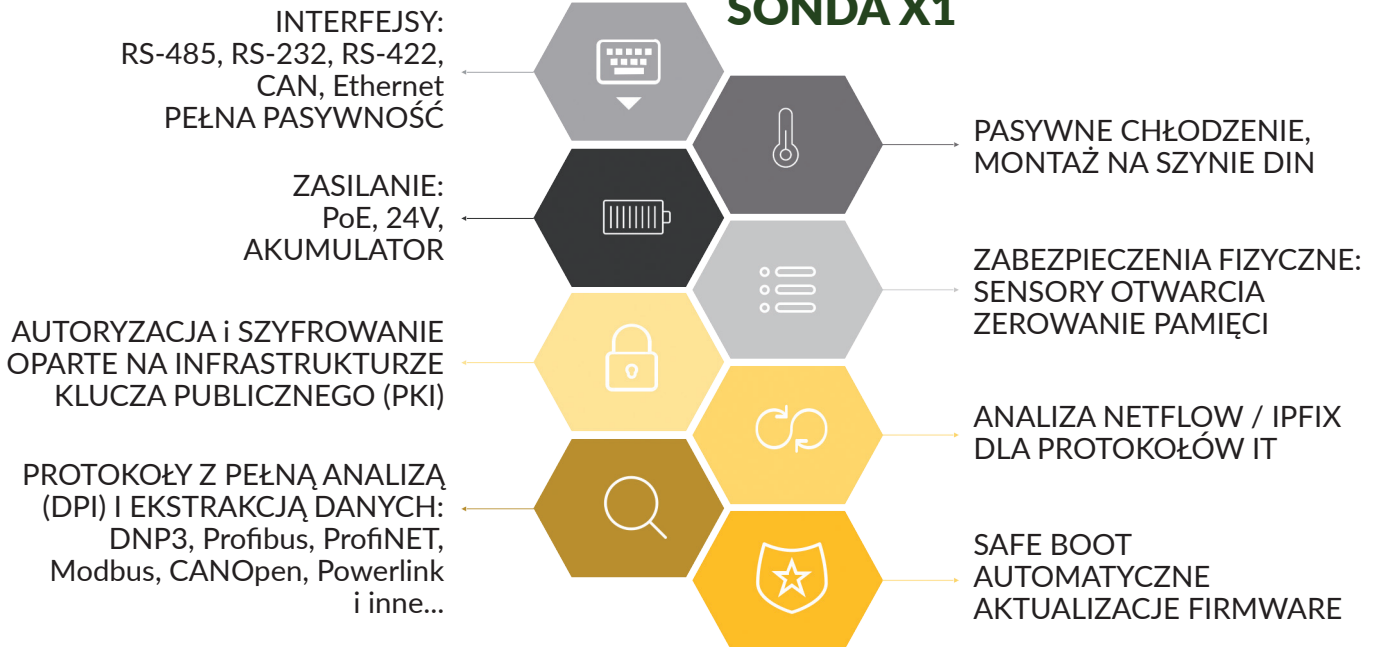 SONDA X1
INTERFEJSY:
RS-485, RS-232, RS-422,
CAN, Ethernet
PEŁNA PASYWNOŚĆ
PASYWNE CHŁODZENIE,
MONTAŻ NA SZYNIE DIN
ZASILANIE:
PoE, 24V,
AKUMULATOR
ZABEZPIECZENIA FIZYCZNE:
SENSORY OTWARCIA
ZEROWANIE PAMIĘCI
AUTORYZACJA i SZYFROWANIE
OPARTE NA INFRASTRUKTURZE
KLUCZA PUBLICZNEGO (PKI)
ANALIZA NETFLOW / IPFIX
DLA PROTOKOŁÓW IT
PROTOKOŁY Z PEŁNĄ ANALIZĄ
(DPI) I EKSTRAKCJĄ DANYCH:
DNP3, Profibus, ProfiNET,
Modbus, CANOpen, Powerlink
i inne...
SAFE BOOT
AUTOMATYCZNE
AKTUALIZACJE FIRMWARE